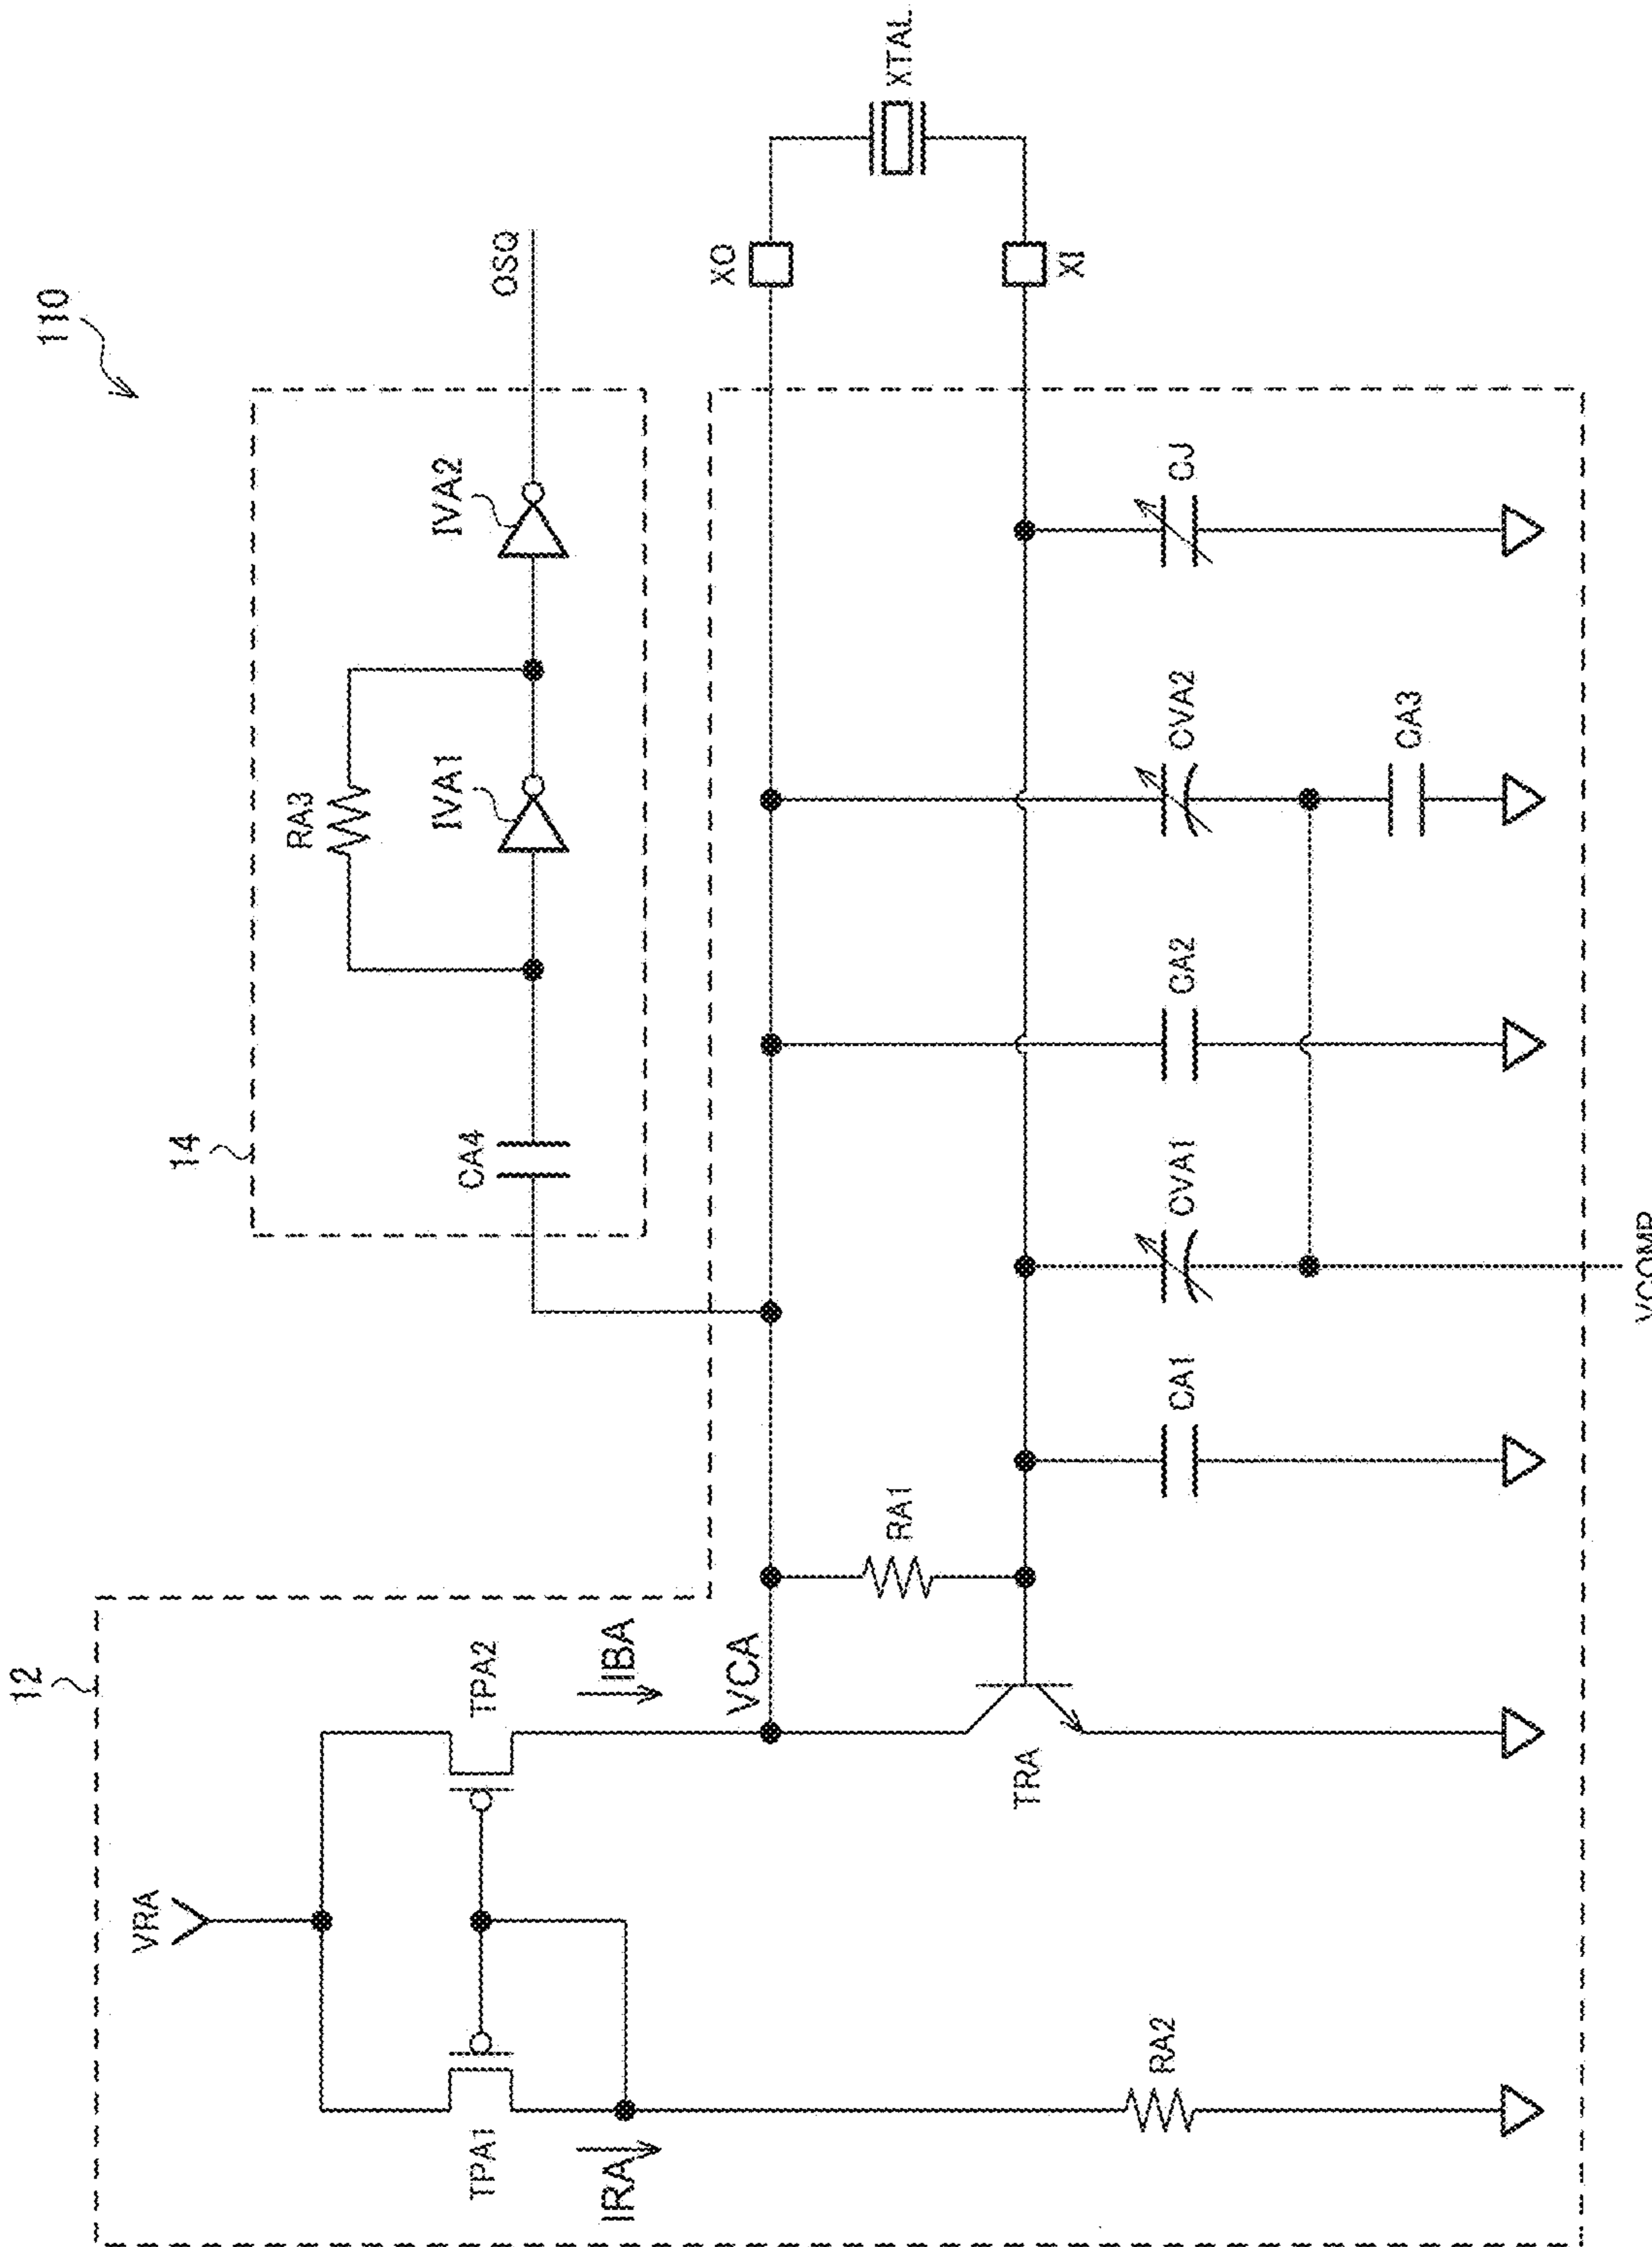 110
12
14
VRA
TPA1
TPA2
IRA
IBA
VCA
RA2
TRA
RA1
CA1
CVA1
CA2
CVA2
CA3
CJ
VCOMP
CA4
RA3
IVA1
IVA2
OSQ
XO
XI
XTAL